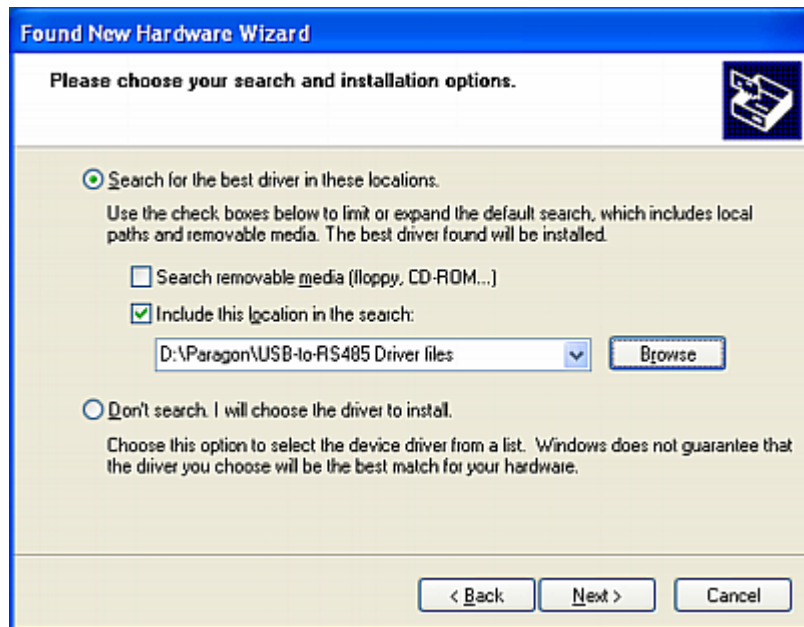 Found New Hardware Wizard
Please choose your search and installation options.
Search for the best driver in these locations.
Use the check boxes below to limit or expand the default search, which includes local
paths and removable media. The best driver found will be installed.
Search removable media (floppy, CD-ROM...)
Include this location in the search:
D:\Paragon\USB-to-RS485 Driver files
Browse
Don't search. I will choose the driver to install.
Choose this option to select the device driver from a list. Windows does not guarantee that
the driver you choose will be the best match for your hardware.
< Back Next > Cancel